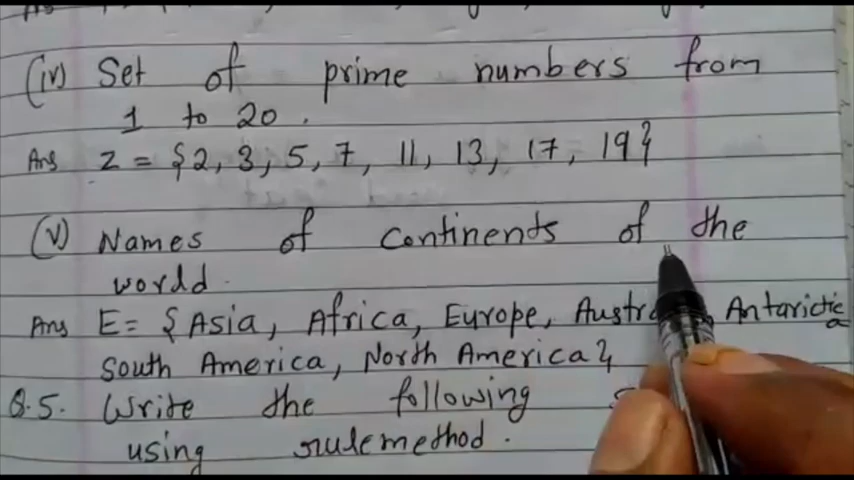 (iv) Set of prime numbers from
1 to 20.
Ans Z = {2, 3, 5, 7, 11, 13, 17, 19}
(v) Names of continents of the
world.
Ans E = {Asia, Africa, Europe, Antarictic
a
South America, North America}
Q.5. Write the following
using rulemethod.